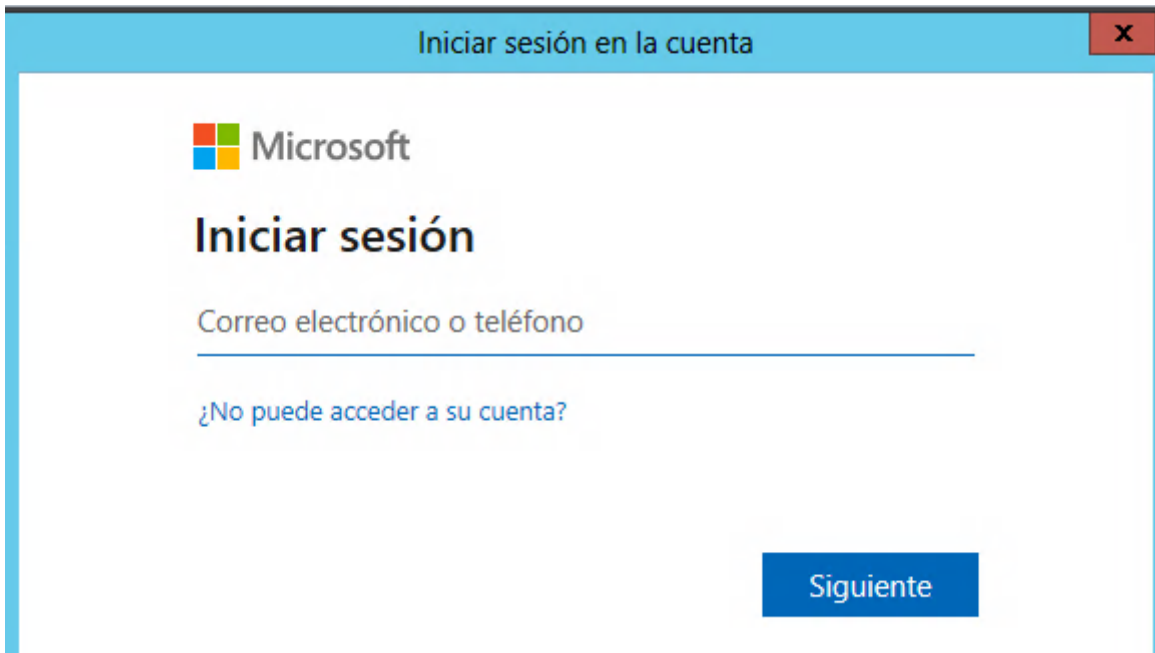 Iniciar sesión en la cuenta
x
Microsoft
Iniciar sesión
Correo electrónico o teléfono
¿No puede acceder a su cuenta?
Siguiente